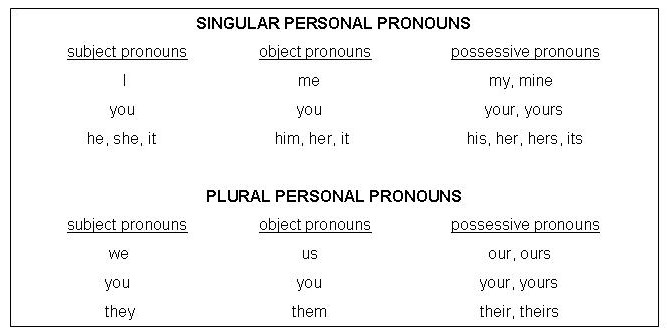 SINGULAR PERSONAL PRONOUNS
subject pronouns object pronouns possessive pronouns
I me my, mine
you you your, yours
he, she, it him, her, it his, her, hers, its
PLURAL PERSONAL PRONOUNS
subject pronouns object pronouns possessive pronouns
we us our, ours
you you your, yours
they them their, theirs